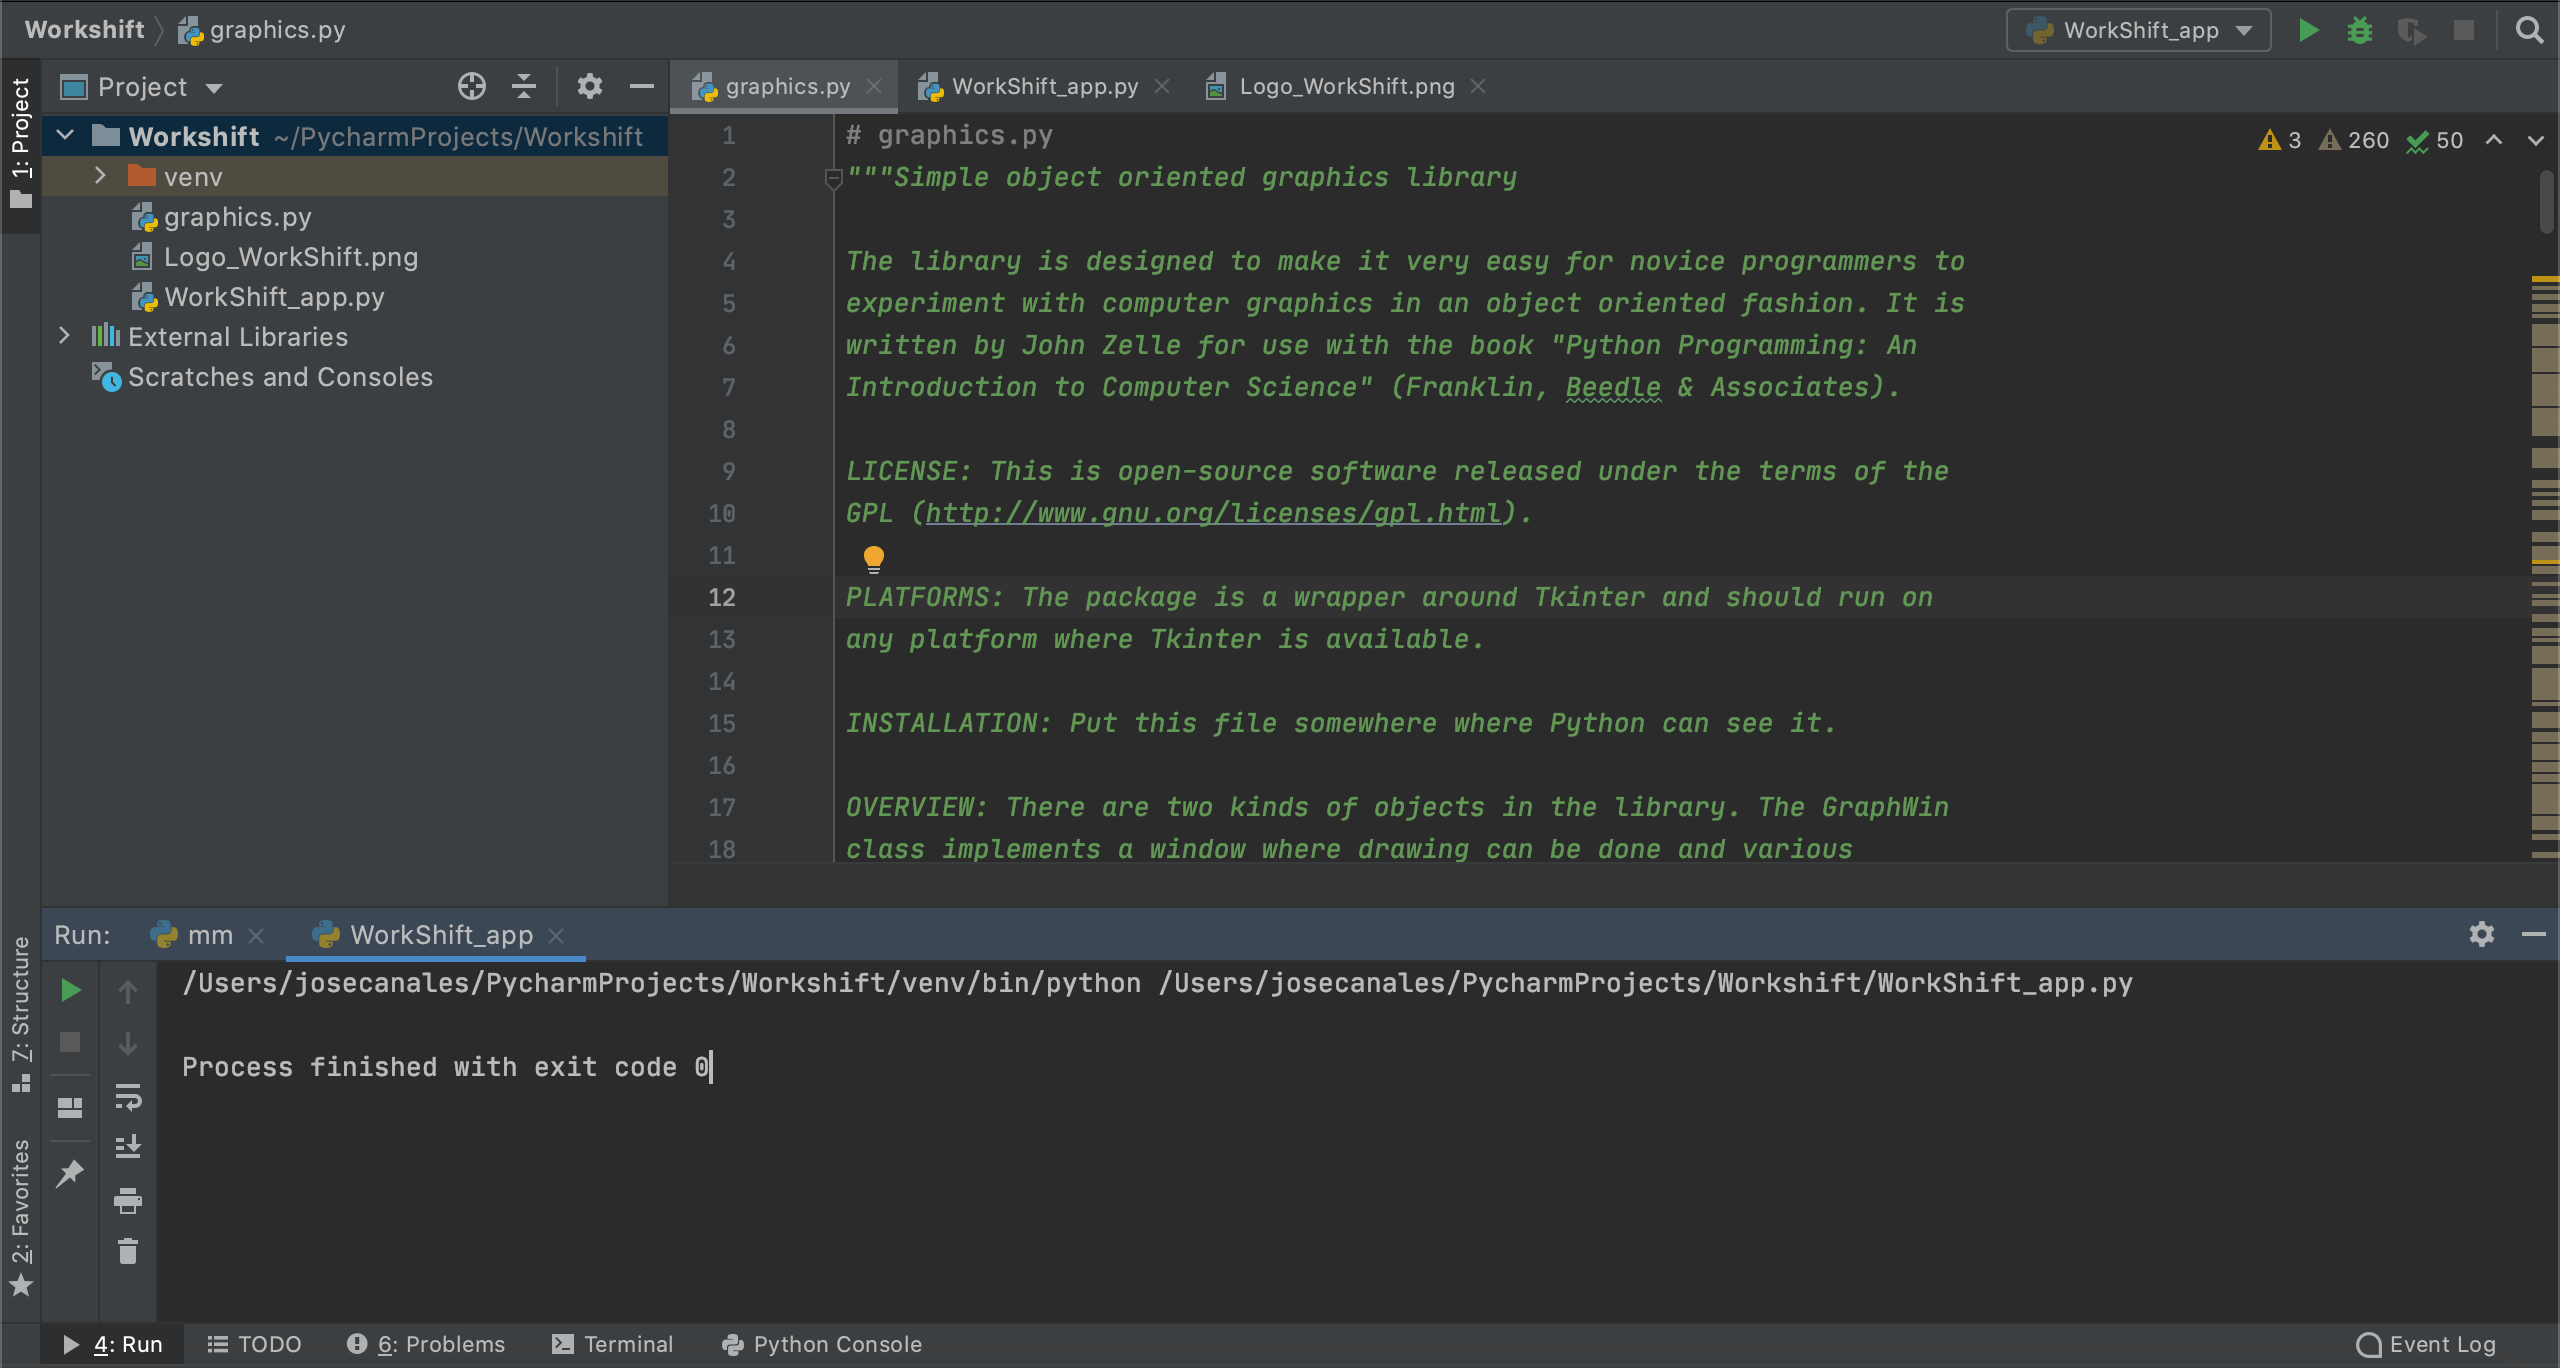 Workshift graphics.py WorkShift_app
1: Project
Project
graphics.py WorkShift_app.py Logo_WorkShift.png
Workshift ~/PycharmProjects/Workshift
venv
graphics.py
Logo_WorkShift.png
WorkShift_app.py
External Libraries
Scratches and Consoles
3 260 50
1 # graphics.py
2 """Simple object oriented graphics library
3
4 The library is designed to make it very easy for novice programmers to
5 experiment with computer graphics in an object oriented fashion. It is
6 written by John Zelle for use with the book "Python Programming: An
7 Introduction to Computer Science" (Franklin, Beedle & Associates).
8
9 LICENSE: This is open-source software released under the terms of the
10 GPL (http://www.gnu.org/licenses/gpl.html).
11
12 PLATFORMS: The package is a wrapper around Tkinter and should run on
13 any platform where Tkinter is available.
14
15 INSTALLATION: Put this file somewhere where Python can see it.
16
17 OVERVIEW: There are two kinds of objects in the library. The GraphWin
18 class implements a window where drawing can be done and various
Run: mm WorkShift_app
7: Structure
2: Favorites
/Users/josecanales/PycharmProjects/Workshift/venv/bin/python /Users/josecanales/PycharmProjects/Workshift/WorkShift_app.py
Process finished with exit code 0
4: Run TODO 6: Problems Terminal Python Console Event Log